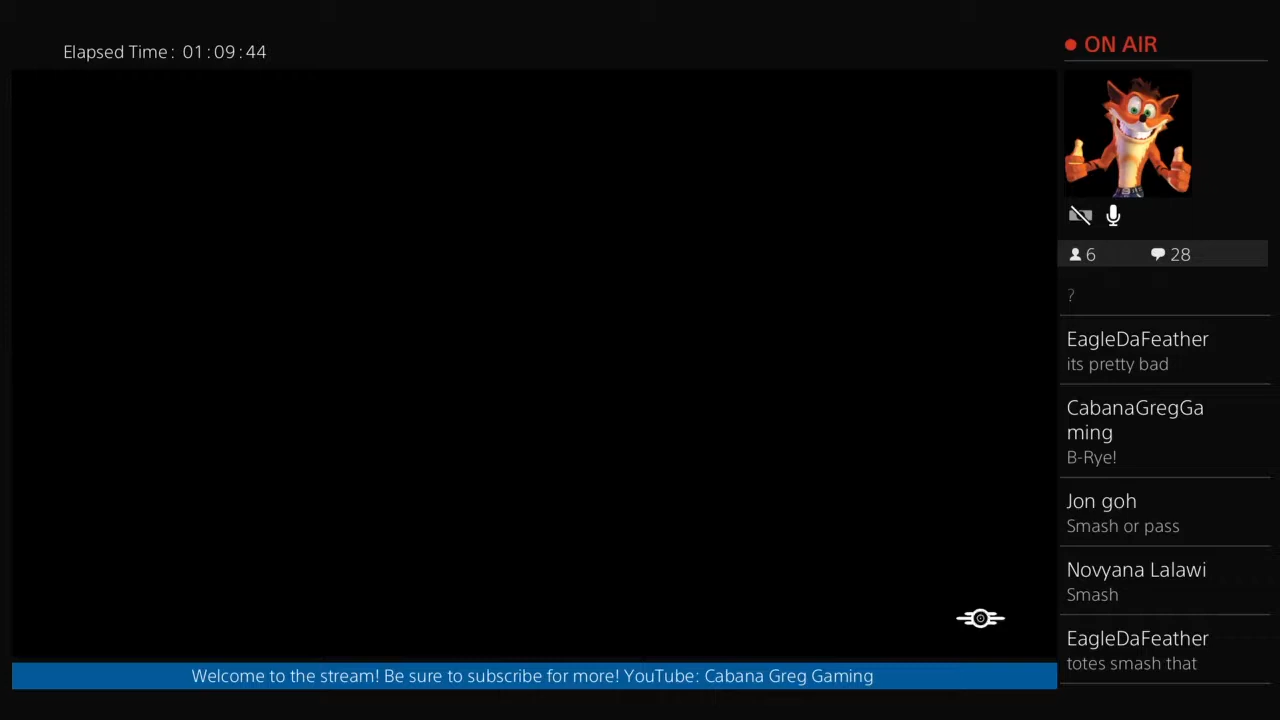 Elapsed Time: 01:09:44
ON AIR
6 28
?
EagleDaFeather
its pretty bad
CabanaGregGa
ming
B-Rye!
Jon goh
Smash or pass
Novyana Lalawi
Smash
EagleDaFeather
totes smash that
Welcome to the stream! Be sure to subscribe for more! YouTube: Cabana Greg Gaming